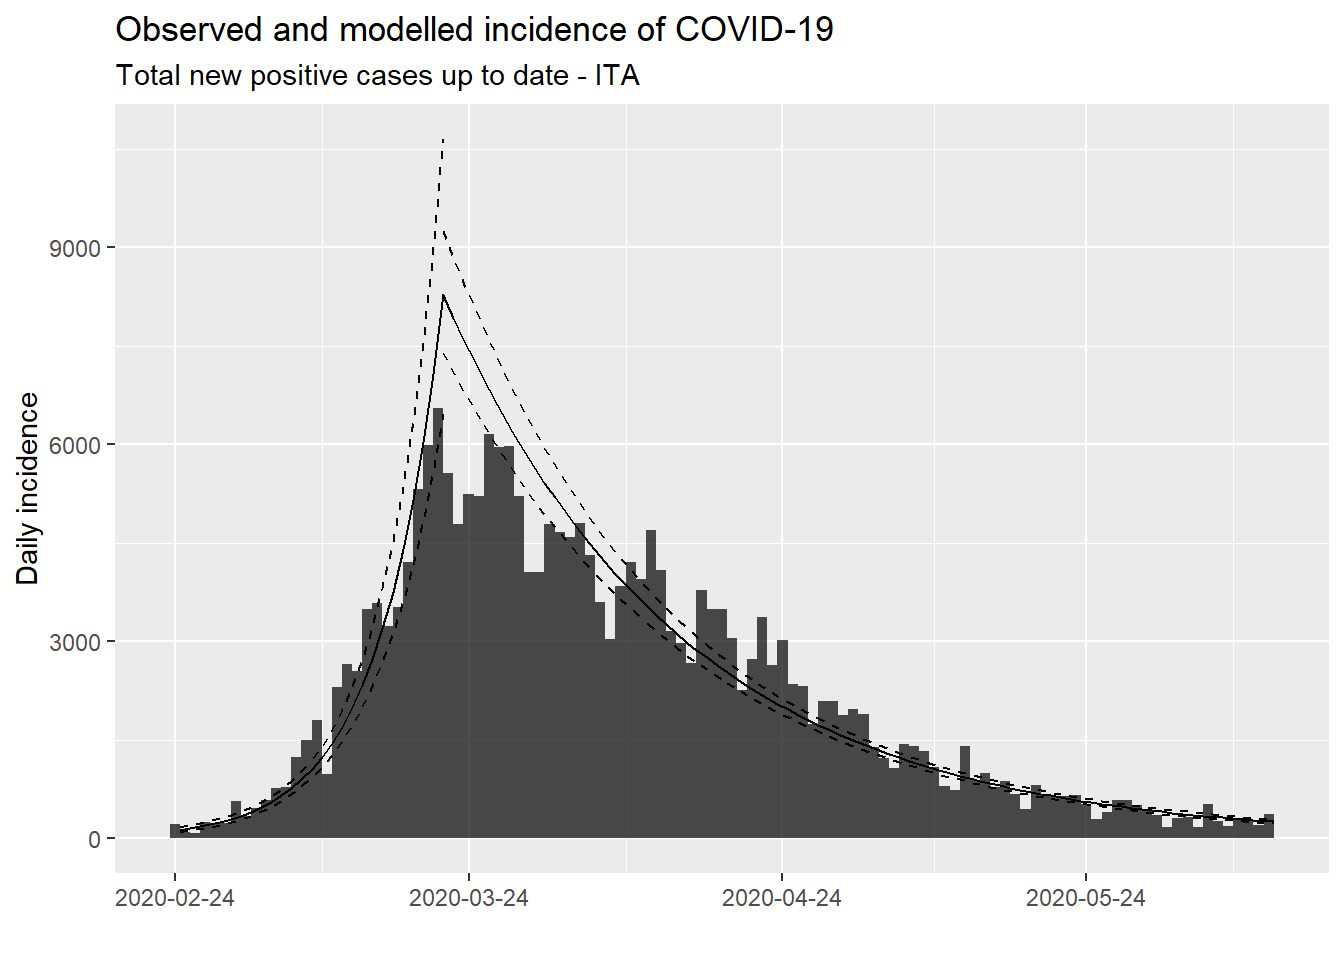 Observed and modelled incidence of COVID-19
Total new positive cases up to date - ITA
Daily incidence
9000
6000
3000
0
2020-02-24 2020-03-24 2020-04-24 2020-05-24